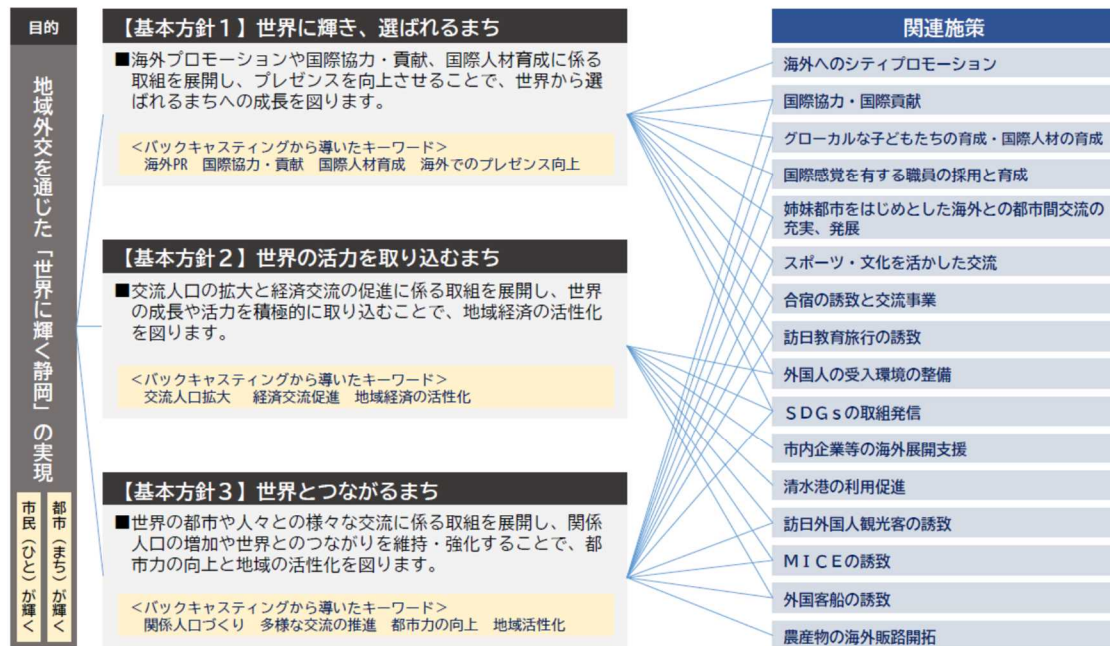 目的
地域外交を通じた「世界に輝く静岡」の実現
都市（まち）が輝く
市民（ひと）が輝く
【基本方針１】世界に輝き、選ばれるまち
■海外プロモーションや国際協力・貢献、国際人材育成に係る
取組を展開し、プレゼンスを向上させることで、世界から選
ばれるまちへの成長を図ります。
＜バックキャスティングから導いたキーワード＞
海外PR　国際協力・貢献　国際人材育成　海外でのプレゼンス向上
【基本方針２】世界の活力を取り込むまち
■交流人口の拡大と経済交流の促進に係る取組を展開し、世界
の成長や活力を積極的に取り込むことで、地域経済の活性化
を図ります。
＜バックキャスティングから導いたキーワード＞
交流人口拡大　経済交流促進　地域経済の活性化
【基本方針３】世界とつながるまち
■世界の都市や人々との様々な交流に係る取組を展開し、関係
人口の増加や世界とのつながりを維持・強化することで、都
市力の向上と地域の活性化を図ります。
＜バックキャスティングから導いたキーワード＞
関係人口づくり　多様な交流の推進　都市力の向上　地域活性化
関連施策
海外へのシティプロモーション
国際協力・国際貢献
グローカルな子どもたちの育成・国際人材の育成
国際感覚を有する職員の採用と育成
姉妹都市をはじめとした海外との都市間交流の
充実、発展
スポーツ・文化を活かした交流
合宿の誘致と交流事業
訪日教育旅行の誘致
外国人の受入環境の整備
ＳＤＧｓの取組発信
市内企業等の海外展開支援
清水港の利用促進
訪日外国人観光客の誘致
ＭＩＣＥの誘致
外国客船の誘致
農産物の海外販路開拓